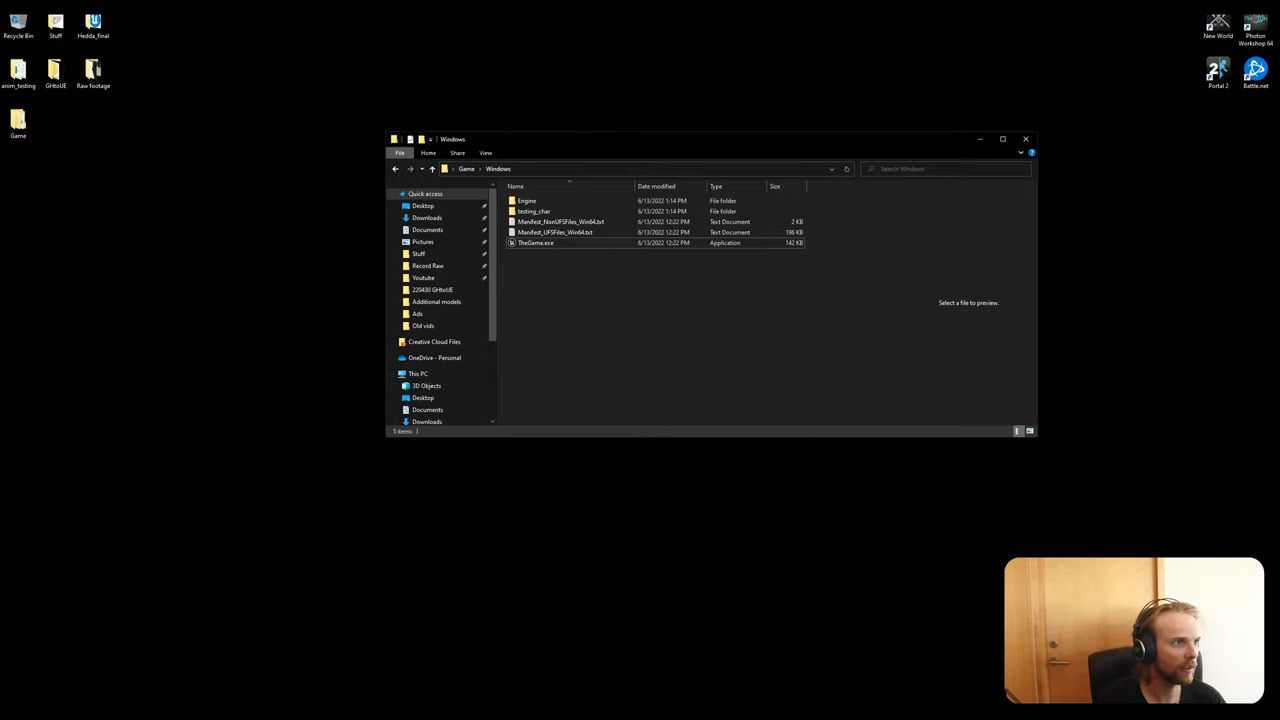 Recycle Bin
Stuff
Hedda_final
anim_testing
GHtoUE
Raw footage
Game
New World
Photon
Workshop 64
Portal 2
Battle.net
Windows
File
Home
Share
View
Game
Windows
Search Windows
Name
Date modified
Type
Size
Engine
6/13/2022 1:14 PM
File folder
testing_char
6/13/2022 1:14 PM
File folder
Manifest_NonUFSFiles_Win64.txt
6/13/2022 12:22 PM
Text Document
2 KB
Manifest_UFSFiles_Win64.txt
6/13/2022 12:22 PM
Text Document
196 KB
TheGame.exe
6/13/2022 12:22 PM
Application
142 KB
Quick access
Desktop
Downloads
Documents
Pictures
Stuff
Record Raw
Youtube
220430 GHtoUE
Additional models
Ads
Old vids
Creative Cloud Files
OneDrive - Personal
This PC
3D Objects
Desktop
Documents
Downloads
Select a file to preview.
5 items